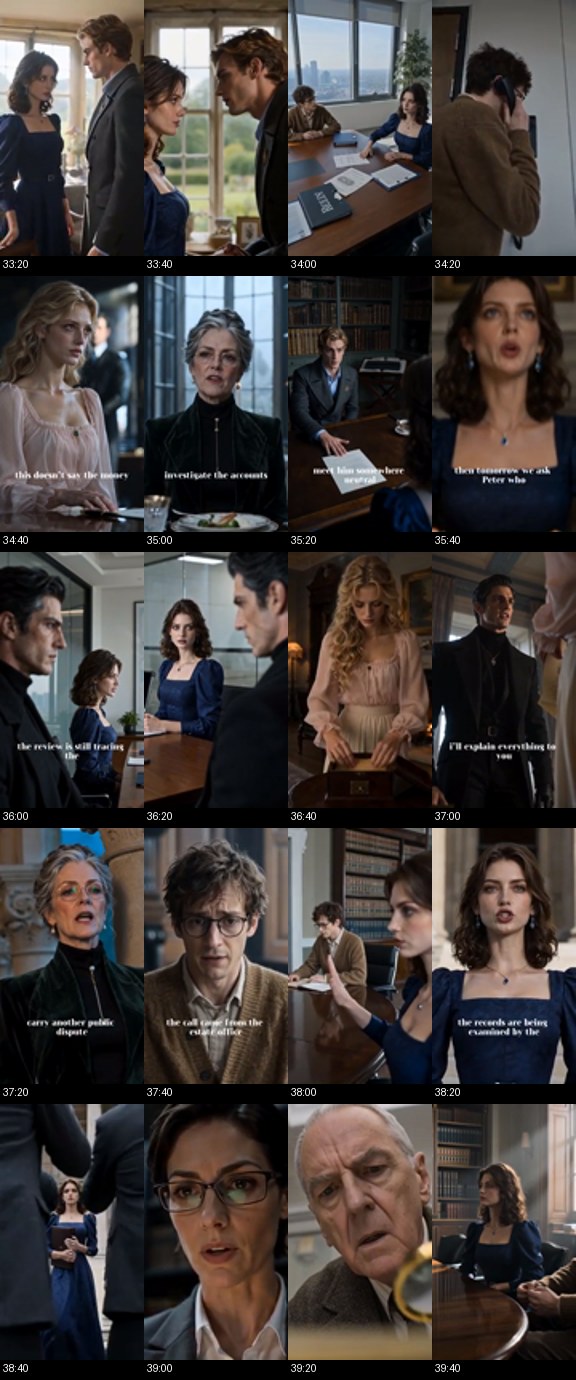 33:20
33:40
34:00
34:20
this doesn't say the money
investigate the accounts
meet him somewhere
neutral
then tomorrow we ask
Peter who
34:40
35:00
35:20
35:40
the review is still tracing
the
i'll explain everything to
you
36:00
36:20
36:40
37:00
carry another public
dispute
the call came from the
estate office
the records are being
examined by the
37:20
37:40
38:00
38:20
38:40
39:00
39:20
39:40